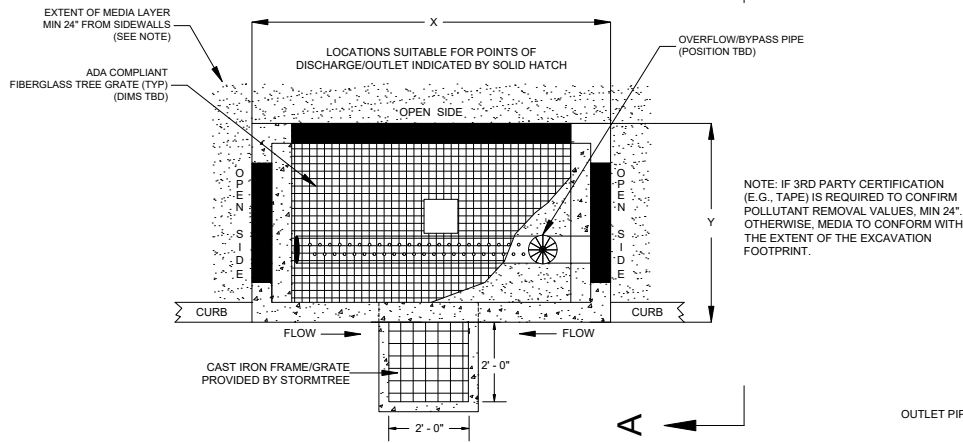 EXTENT OF MEDIA LAYER
MIN 24" FROM SIDEWALLS
(SEE NOTE)
X
LOCATIONS SUITABLE FOR POINTS OF
DISCHARGE/OUTLET INDICATED BY SOLID HATCH
OVERFLOW/BYPASS PIPE
(POSITION TBD)
ADA COMPLIANT
FIBERGLASS TREE GRATE (TYP)
(DIMS TBD)
OPEN SIDE
OPEN SIDE
OPEN SIDE
Y
NOTE: IF 3RD PARTY CERTIFICATION
(E.G., TAPE) IS REQUIRED TO CONFIRM
POLLUTANT REMOVAL VALUES, MIN 24".
OTHERWISE, MEDIA TO CONFORM WITH
THE EXTENT OF THE EXCAVATION
FOOTPRINT.
CURB
CURB
FLOW
FLOW
CAST IRON FRAME/GRATE
PROVIDED BY STORMTREE
2' - 0"
2' - 0"
A
OUTLET PIP